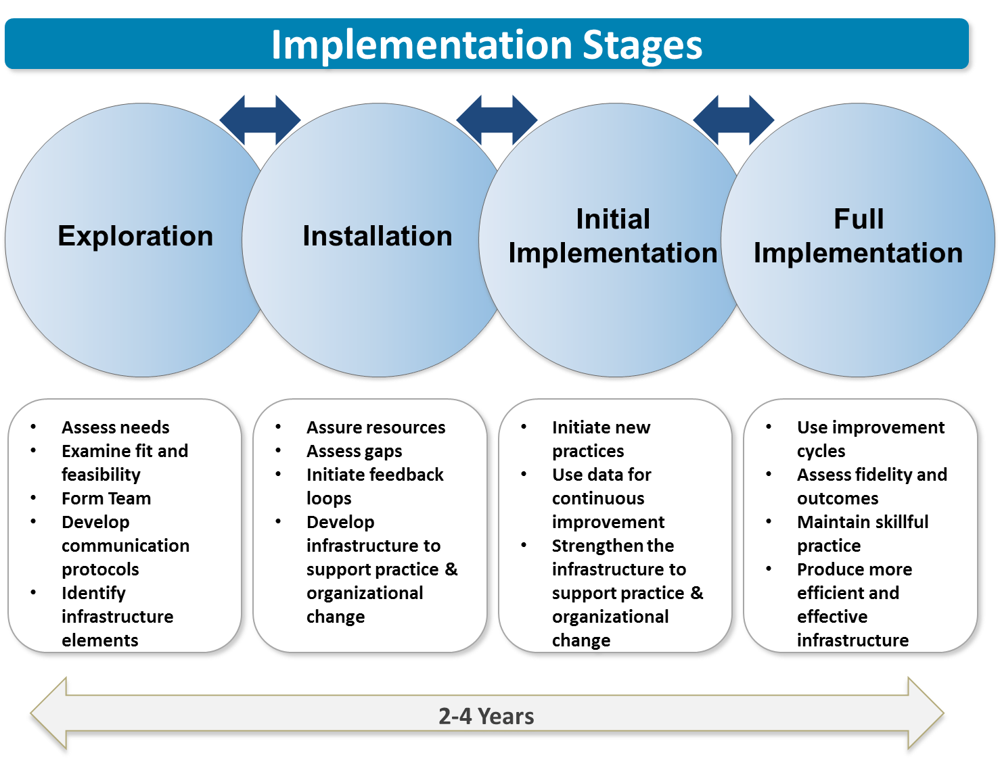 Implementation Stages
Exploration
Installation
Initial
Implementation
Full
Implementation
• Assess needs
• Examine fit and
feasibility
• Form Team
• Develop
communication
protocols
• Identify
infrastructure
elements
• Assure resources
• Assess gaps
• Initiate feedback
loops
• Develop
infrastructure to
support practice &
organizational
change
• Initiate new
practices
• Use data for
continuous
improvement
• Strengthen the
infrastructure to
support practice &
organizational
change
• Use improvement
cycles
• Assess fidelity and
outcomes
• Maintain skillful
practice
• Produce more
efficient and
effective
infrastructure
2-4 Years